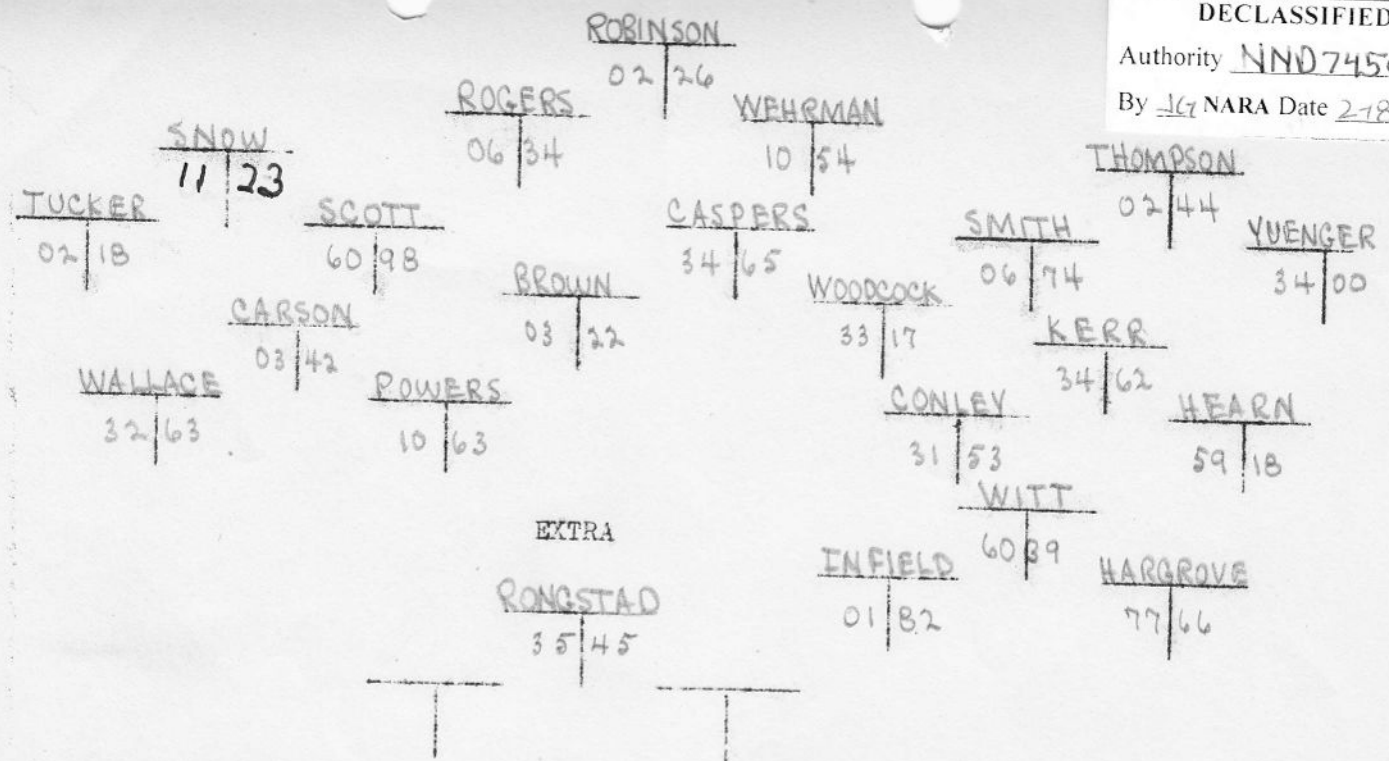 DECLASSIFIED
Authority NND745
By JG NARA Date 2-18
ROBINSON
02 26
ROGERS
06 34
WEHRMAN
10 54
SNOW
11 23
THOMPSON
02 44
TUCKER
02 18
SCOTT
60 98
CASPERS
34 65
SMITH
06 74
YUENGER
34 00
BROWN
03 22
WOODCOCK
33 17
CARSON
03 42
KERR
34 62
WALLACE
32 63
POWERS
10 63
CONLEY
31 53
HEARN
59 18
WITT
60 39
EXTRA
RONGSTAD
35 45
INFIELD
01 82
HARGROVE
77 66